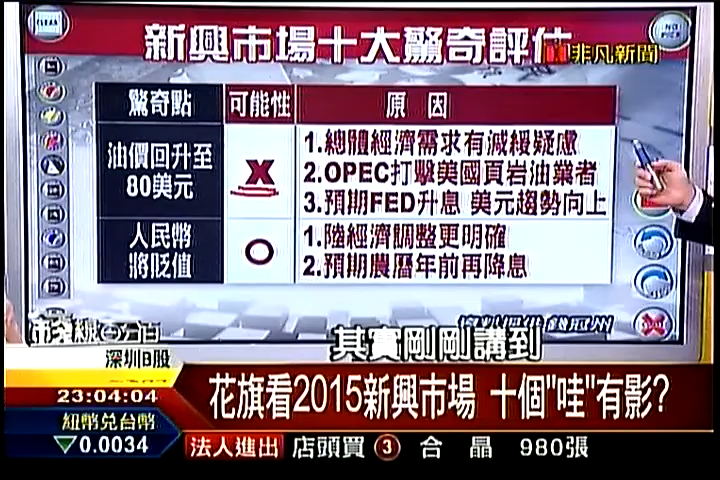 新興市場十大驚奇評估
非凡新聞
驚奇點 可能性 原因
油價回升至
80美元
X
1.總體經濟需求有減緩疑慮
2.OPEC打擊美國頁岩油業者
3.預期FED升息 美元趨勢向上
人民幣
將貶值
1.陸經濟調整更明確
2.預期農曆年前再降息
其實剛剛講到
深圳B股
23:04:04
花旗看2015新興市場 十個"哇"有影?
紐幣兑台幣
▽0.0034
法人進出 店頭買 3 合晶 980張